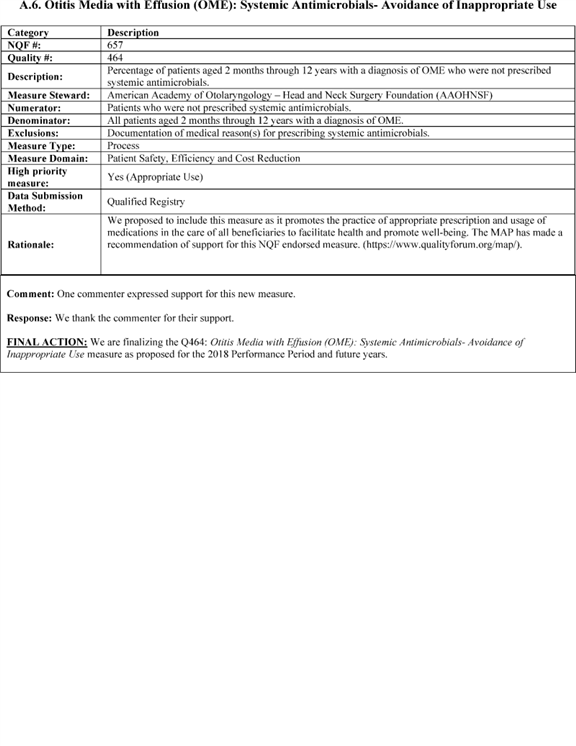 A.6. Otitis Media with Effusion (OME): Systemic Antimicrobials- Avoidance of Inappropriate Use
Category Description
NQF #: 657
Quality #: 464
Description: Percentage of patients aged 2 months through 12 years with a diagnosis of OME who were not prescribed
systemic antimicrobials.
Measure Steward: American Academy of Otolaryngology – Head and Neck Surgery Foundation (AAOHNSF)
Numerator: Patients who were not prescribed systemic antimicrobials.
Denominator: All patients aged 2 months through 12 years with a diagnosis of OME.
Exclusions: Documentation of medical reason(s) for prescribing systemic antimicrobials.
Measure Type: Process
Measure Domain: Patient Safety, Efficiency and Cost Reduction
High priority
measure: Yes (Appropriate Use)
Data Submission
Method: Qualified Registry
Rationale: We proposed to include this measure as it promotes the practice of appropriate prescription and usage of
medications in the care of all beneficiaries to facilitate health and promote well-being. The MAP has made a
recommendation of support for this NQF endorsed measure. (https://www.qualityforum.org/map/).
Comment: One commenter expressed support for this new measure.
Response: We thank the commenter for their support.
FINAL ACTION: We are finalizing the Q464: Otitis Media with Effusion (OME): Systemic Antimicrobials- Avoidance of
Inappropriate Use measure as proposed for the 2018 Performance Period and future years.